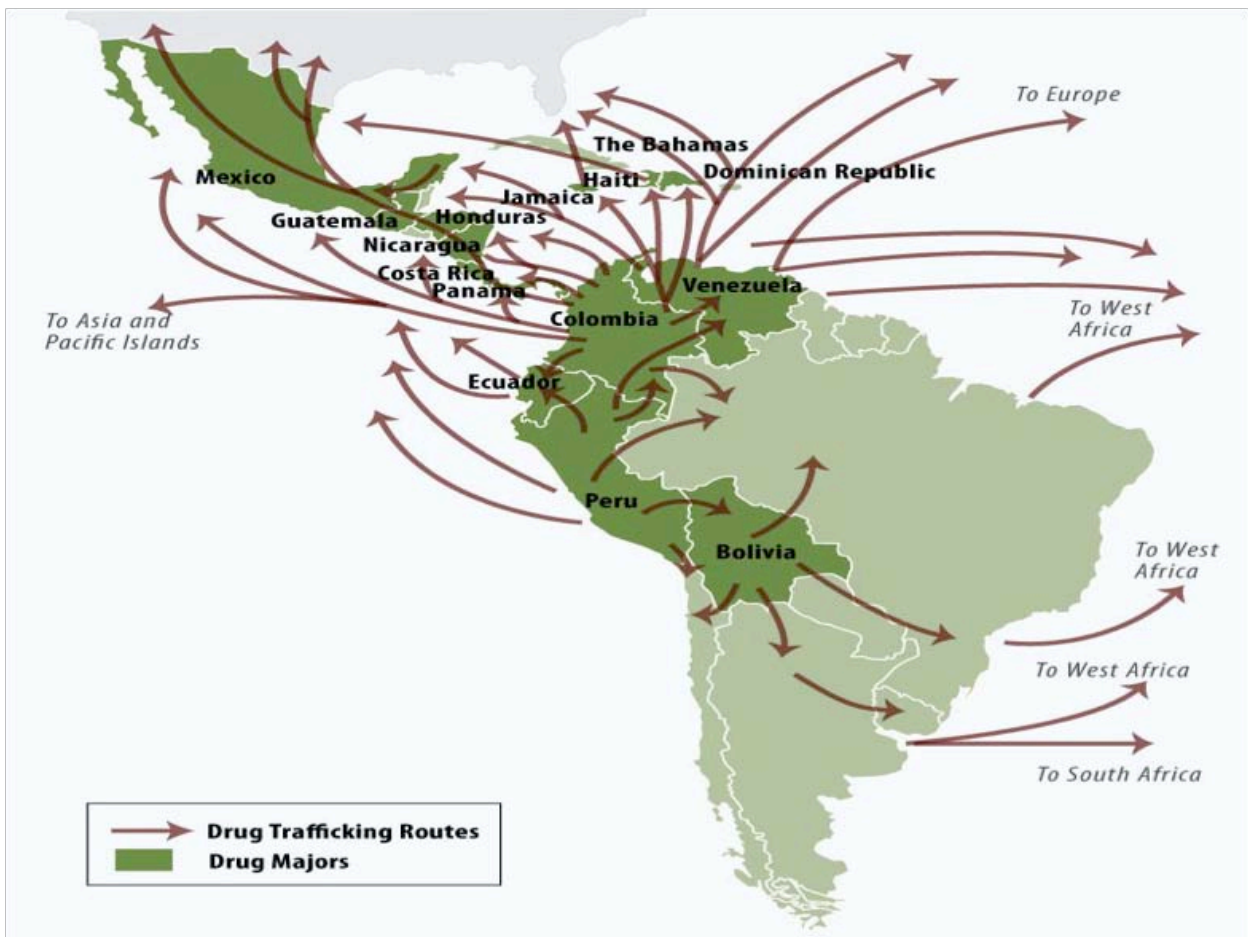 To Europe
The Bahamas
Mexico
Haiti
Dominican Republic
Jamaica
Guatemala
Honduras
Nicaragua
Costa Rica
Panama
Venezuela
Colombia
To Asia and
Pacific Islands
To West
Africa
Ecuador
Peru
Bolivia
To West
Africa
To West Africa
To South Africa
Drug Trafficking Routes
Drug Majors